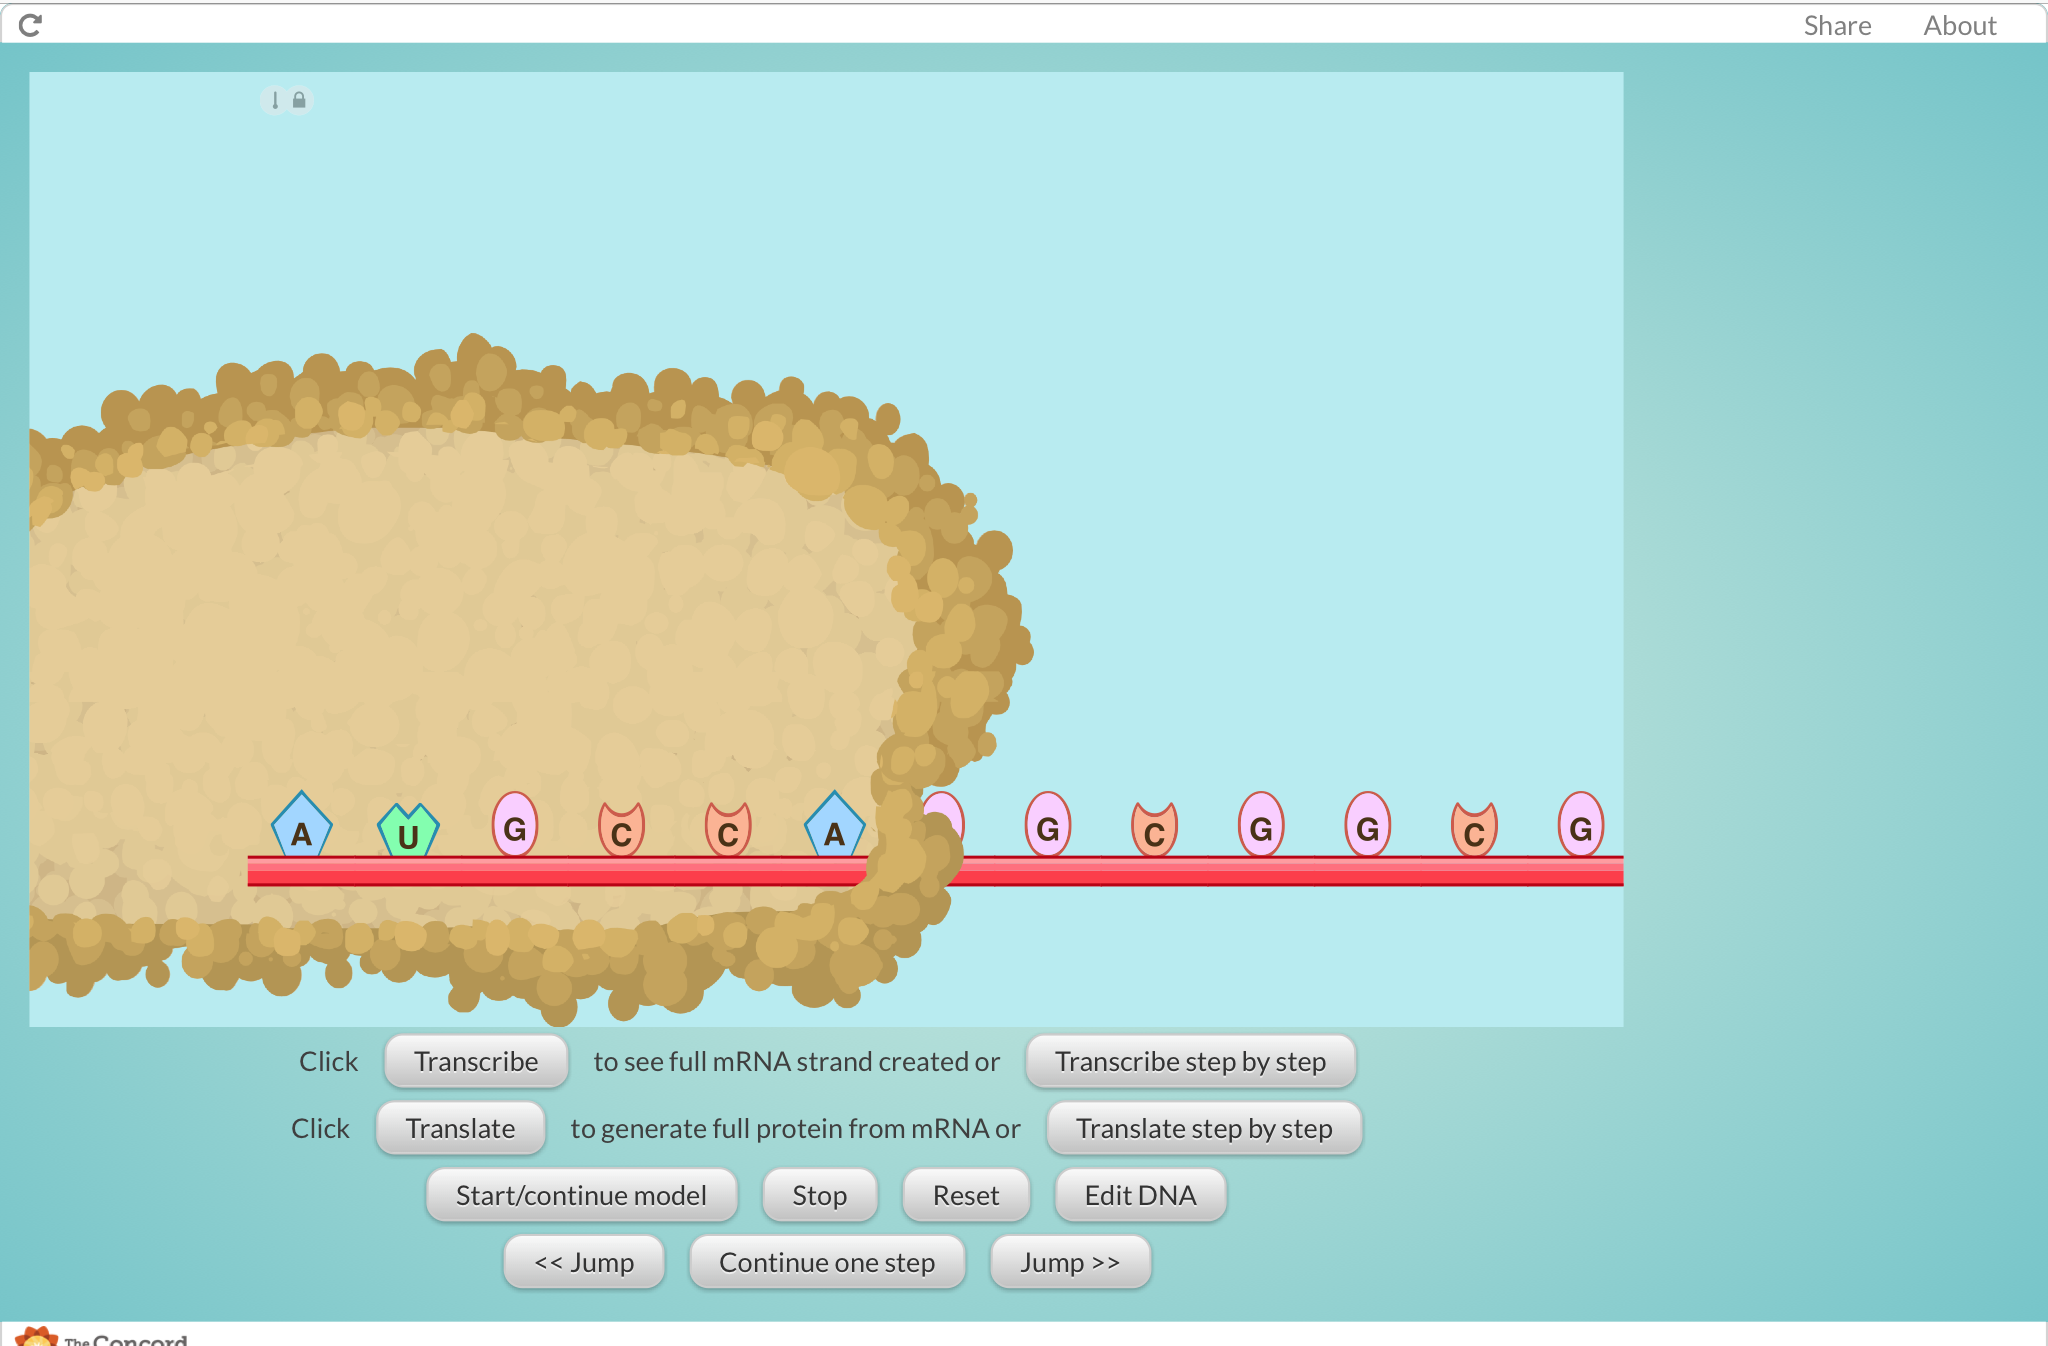 Share About
A U G C C A G C G G C G
Click Transcribe to see full mRNA strand created or Transcribe step by step
Click Translate to generate full protein from mRNA or Translate step by step
Start/continue model Stop Reset Edit DNA
<< Jump Continue one step Jump >>
The Concord